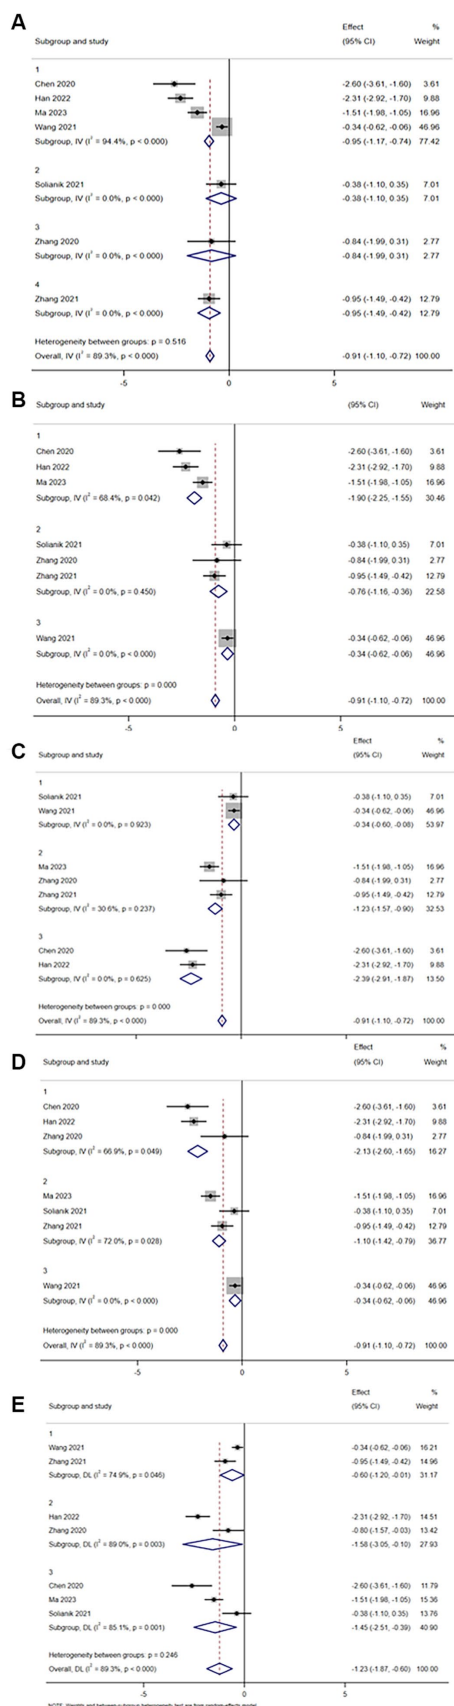 A
Effect %
Subgroup and study (95% CI) Weight
1
Chen 2020 -2.60 (-3.61, -1.60) 3.61
Han 2022 -2.31 (-2.92, -1.70) 9.88
Ma 2023 -1.51 (-1.98, -1.05) 16.96
Wang 2021 -0.34 (-0.62, -0.06) 46.96
Subgroup, IV (I² = 94.4%, p < 0.000) -0.95 (-1.17, -0.74) 77.42
2
Solianik 2021 -0.38 (-1.10, 0.35) 7.01
Subgroup, IV (I² = 0.0%, p < 0.000) -0.38 (-1.10, 0.35) 7.01
3
Zhang 2020 -0.84 (-1.99, 0.31) 2.77
Subgroup, IV (I² = 0.0%, p < 0.000) -0.84 (-1.99, 0.31) 2.77
4
Zhang 2021 -0.95 (-1.49, -0.42) 12.79
Subgroup, IV (I² = 0.0%, p < 0.000) -0.95 (-1.49, -0.42) 12.79
Heterogeneity between groups: p = 0.516
Overall, IV (I² = 89.3%, p < 0.000) -0.91 (-1.10, -0.72) 100.00
-5 0 5
B
Subgroup and study (95% CI) Weight
1
Chen 2020 -2.60 (-3.61, -1.60) 3.61
Han 2022 -2.31 (-2.92, -1.70) 9.88
Ma 2023 -1.51 (-1.98, -1.05) 16.96
Subgroup, IV (I² = 68.4%, p = 0.042) -1.90 (-2.25, -1.55) 30.46
2
Solianik 2021 -0.38 (-1.10, 0.35) 7.01
Zhang 2020 -0.84 (-1.99, 0.31) 2.77
Zhang 2021 -0.95 (-1.49, -0.42) 12.79
Subgroup, IV (I² = 0.0%, p = 0.450) -0.76 (-1.16, -0.36) 22.58
3
Wang 2021 -0.34 (-0.62, -0.06) 46.96
Subgroup, IV (I² = 0.0%, p < 0.000) -0.34 (-0.62, -0.06) 46.96
Heterogeneity between groups: p = 0.000
Overall, IV (I² = 89.3%, p < 0.000) -0.91 (-1.10, -0.72) 100.00
-5 0 5
C
Effect %
Subgroup and study (95% CI) Weight
1
Solianik 2021 -0.38 (-1.10, 0.35) 7.01
Wang 2021 -0.34 (-0.62, -0.06) 46.96
Subgroup, IV (I² = 0.0%, p = 0.923) -0.34 (-0.60, -0.08) 53.97
2
Ma 2023 -1.51 (-1.98, -1.05) 16.96
Zhang 2020 -0.84 (-1.99, 0.31) 2.77
Zhang 2021 -0.95 (-1.49, -0.42) 12.79
Subgroup, IV (I² = 30.6%, p = 0.237) -1.23 (-1.57, -0.90) 32.53
3
Chen 2020 -2.60 (-3.61, -1.60) 3.61
Han 2022 -2.31 (-2.92, -1.70) 9.88
Subgroup, IV (I² = 0.0%, p = 0.625) -2.39 (-2.91, -1.87) 13.50
Heterogeneity between groups: p = 0.000
Overall, IV (I² = 89.3%, p < 0.000) -0.91 (-1.10, -0.72) 100.00
D
Effect %
Subgroup and study (95% CI) Weight
1
Chen 2020 -2.60 (-3.61, -1.60) 3.61
Han 2022 -2.31 (-2.92, -1.70) 9.88
Zhang 2020 -0.84 (-1.99, 0.31) 2.77
Subgroup, IV (I² = 66.9%, p = 0.049) -2.13 (-2.60, -1.65) 16.27
2
Ma 2023 -1.51 (-1.98, -1.05) 16.96
Solianik 2021 -0.38 (-1.10, 0.35) 7.01
Zhang 2021 -0.95 (-1.49, -0.42) 12.79
Subgroup, IV (I² = 72.0%, p = 0.028) -1.10 (-1.42, -0.79) 36.77
3
Wang 2021 -0.34 (-0.62, -0.06) 46.96
Subgroup, IV (I² = 0.0%, p < 0.000) -0.34 (-0.62, -0.06) 46.96
Heterogeneity between groups: p = 0.000
Overall, IV (I² = 89.3%, p < 0.000) -0.91 (-1.10, -0.72) 100.00
-5 0 5
E
Effect %
Subgroup and study (95% CI) Weight
1
Wang 2021 -0.34 (-0.62, -0.06) 16.21
Zhang 2021 -0.95 (-1.49, -0.42) 14.96
Subgroup, DL (I² = 74.9%, p = 0.046) -0.60 (-1.20, -0.01) 31.17
2
Han 2022 -2.31 (-2.92, -1.70) 14.51
Zhang 2020 -0.80 (-1.57, -0.03) 13.42
Subgroup, DL (I² = 89.0%, p = 0.003) -1.58 (-3.05, -0.10) 27.93
3
Chen 2020 -2.60 (-3.61, -1.60) 11.79
Ma 2023 -1.51 (-1.98, -1.05) 15.36
Solianik 2021 -0.38 (-1.10, 0.35) 13.76
Subgroup, DL (I² = 85.1%, p = 0.001) -1.45 (-2.51, -0.39) 40.90
Heterogeneity between groups: p = 0.246
Overall, DL (I² = 89.3%, p < 0.000) -1.23 (-1.87, -0.60) 100.00
-5 0 5
NOTE: Weights and between-subgroup heterogeneity test are from random-effects model